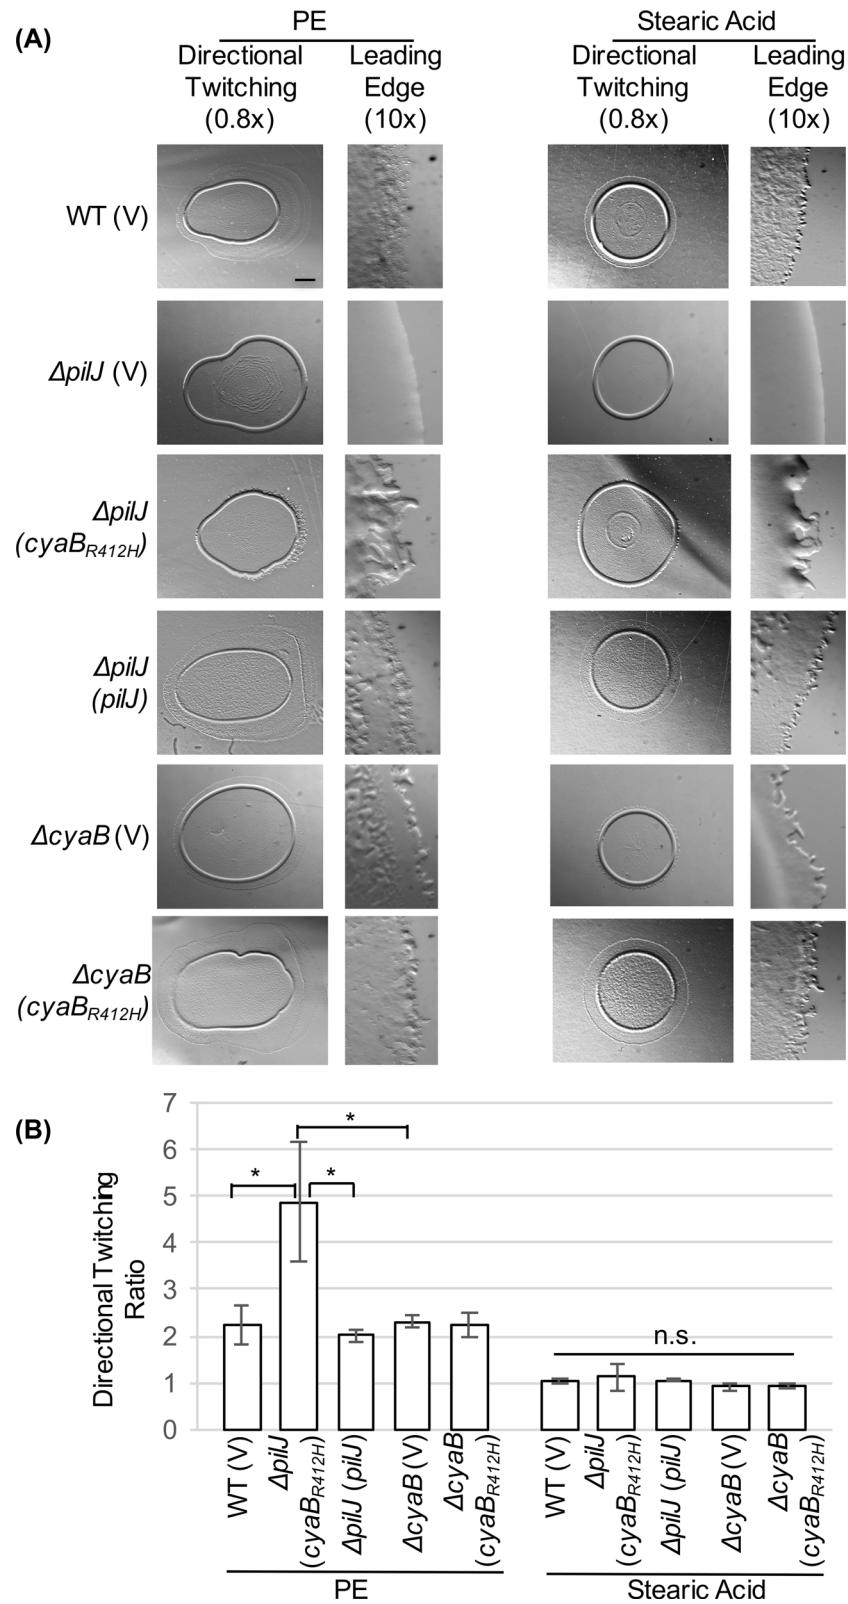 (A)
PE
Stearic Acid
Directional
Twitching
(0.8x)
Leading
Edge
(10x)
Directional
Twitching
(0.8x)
Leading
Edge
(10x)
WT (V)
ΔpilJ (V)
ΔpilJ
(cyaBR412H)
ΔpilJ
(pilJ)
ΔcyaB (V)
ΔcyaB
(cyaBR412H)
(B)
Directional Twitching
Ratio
7
6
5
4
3
2
1
0
*
*
*
n.s.
WT (V)
ΔpilJ
(cyaBR412H)
ΔpilJ (pilJ)
ΔcyaB (V)
ΔcyaB
(cyaBR412H)
WT (V)
ΔpilJ
(cyaBR412H)
ΔpilJ (pilJ)
ΔcyaB (V)
ΔcyaB
(cyaBR412H)
PE
Stearic Acid